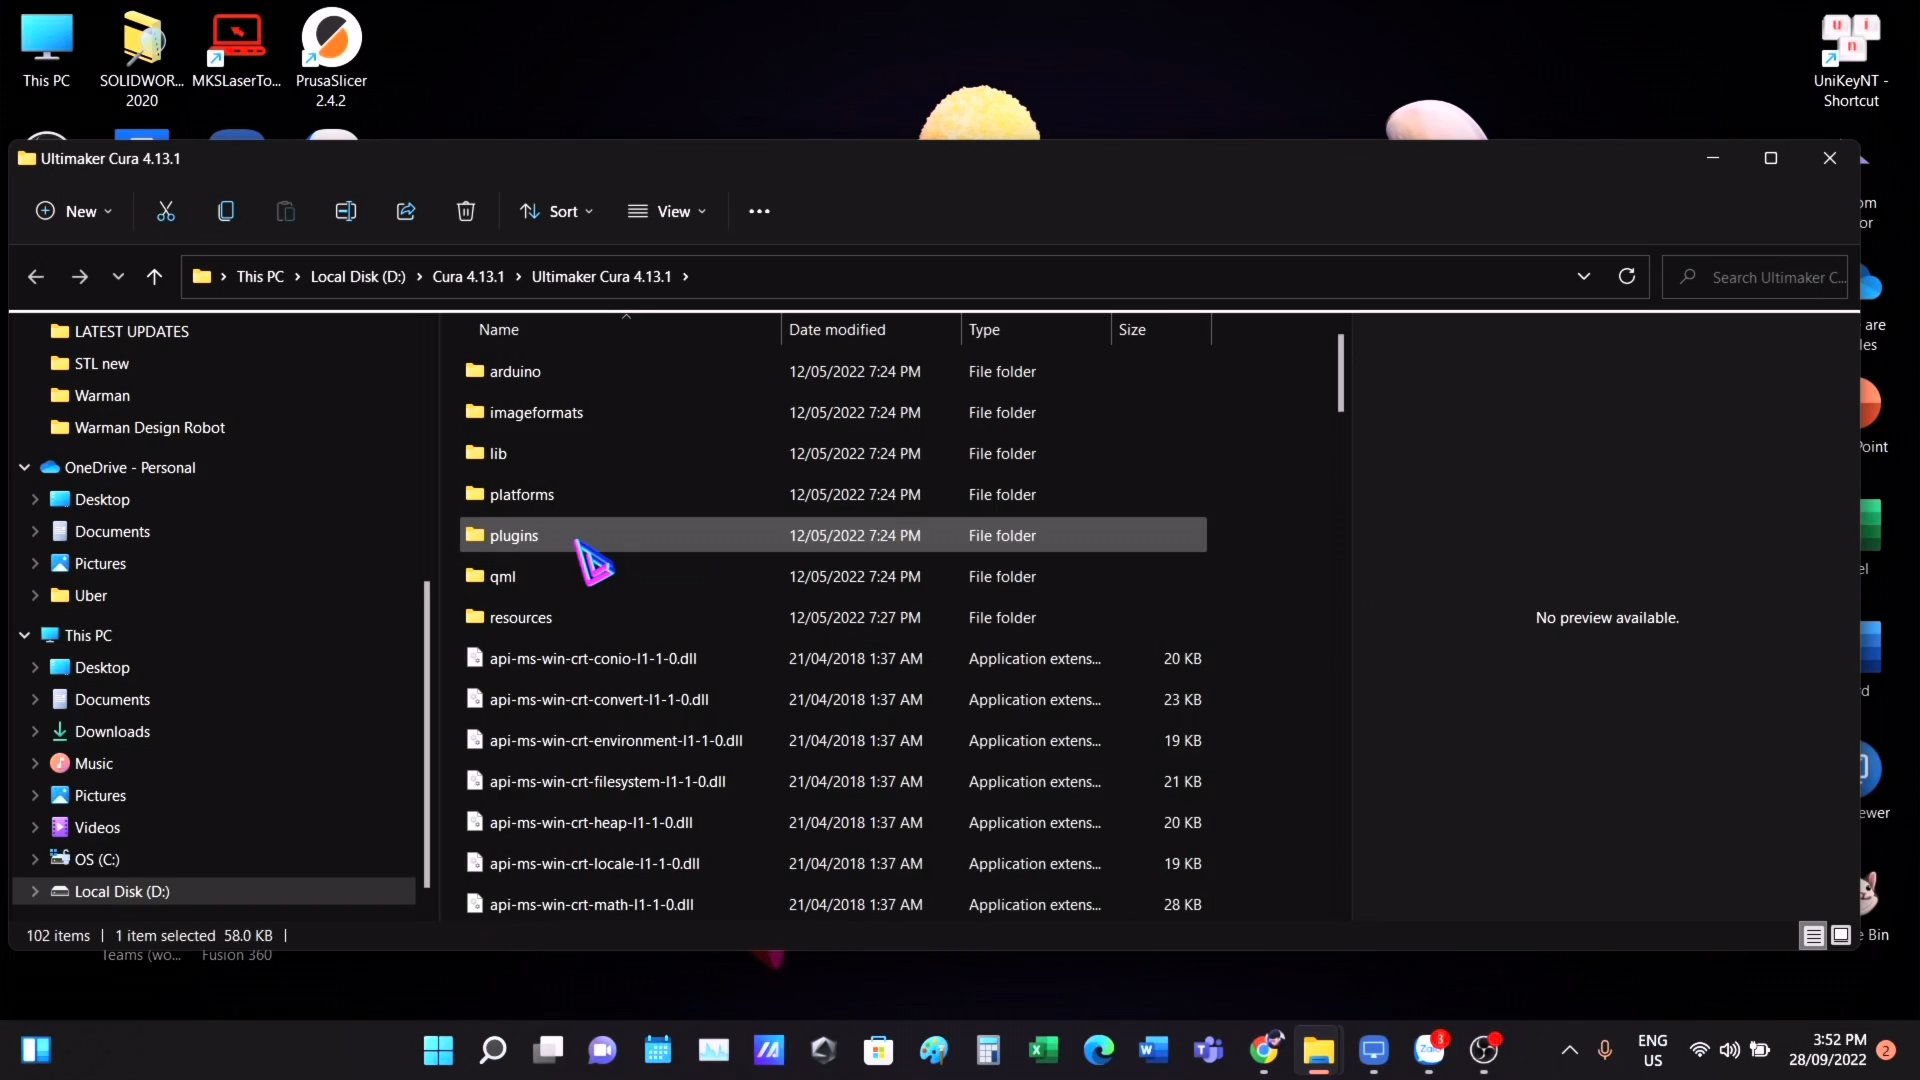 This PC
SOLIDWOR...
2020
MKSLaserTo...
PrusaSlicer
2.4.2
UniKeyNT -
Shortcut
Ultimaker Cura 4.13.1
New
Sort
View
This PC > Local Disk (D:) > Cura 4.13.1 > Ultimaker Cura 4.13.1 >
Search Ultimaker C...
LATEST UPDATES
STL new
Warman
Warman Design Robot
OneDrive - Personal
Desktop
Documents
Pictures
Uber
This PC
Desktop
Documents
Downloads
Music
Pictures
Videos
OS (C:)
Local Disk (D:)
Name Date modified Type Size
arduino 12/05/2022 7:24 PM File folder
imageformats 12/05/2022 7:24 PM File folder
lib 12/05/2022 7:24 PM File folder
platforms 12/05/2022 7:24 PM File folder
plugins 12/05/2022 7:24 PM File folder
qml 12/05/2022 7:24 PM File folder
resources 12/05/2022 7:27 PM File folder
api-ms-win-crt-conio-l1-1-0.dll 21/04/2018 1:37 AM Application extens... 20 KB
api-ms-win-crt-convert-l1-1-0.dll 21/04/2018 1:37 AM Application extens... 23 KB
api-ms-win-crt-environment-l1-1-0.dll 21/04/2018 1:37 AM Application extens... 19 KB
api-ms-win-crt-filesystem-l1-1-0.dll 21/04/2018 1:37 AM Application extens... 21 KB
api-ms-win-crt-heap-l1-1-0.dll 21/04/2018 1:37 AM Application extens... 20 KB
api-ms-win-crt-locale-l1-1-0.dll 21/04/2018 1:37 AM Application extens... 19 KB
api-ms-win-crt-math-l1-1-0.dll 21/04/2018 1:37 AM Application extens... 28 KB
No preview available.
om
or
are
les
Point
el
rd
ewer
e Bin
102 items | 1 item selected 58.0 KB |
Teams (wo...
Fusion 360
ENG
US
3:52 PM
28/09/2022
2